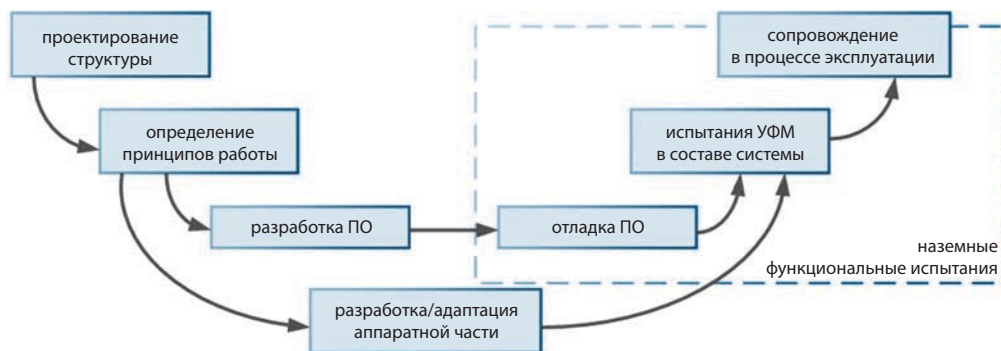 проектирование
структуры
сопровождение
в процессе эксплуатации
определение
принципов работы
испытания УФМ
в составе системы
разработка ПО
отладка ПО
наземные
функциональные испытания
разработка/адаптация
аппаратной части